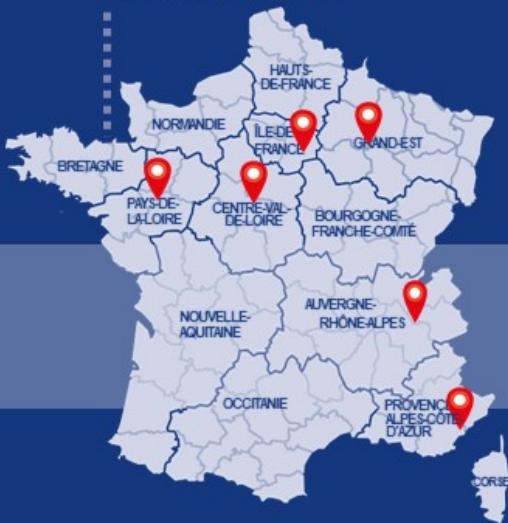 HAUTS-
DE-FRANCE
NORMANDIE
ÎLE-DE
FRANCE
GRAND-EST
BRETAGNE
PAYS-DE-
LA-LOIRE
CENTRE-VAL-
DE-LOIRE
BOURGOGNE-
FRANCHE-COMTÉ
NOUVELLE-
AQUITAINE
AUVERGNE-
RHÔNE-ALPES
OCCITANIE
PROVENCE
ALPES-CÔTE
D'AZUR
CORSE